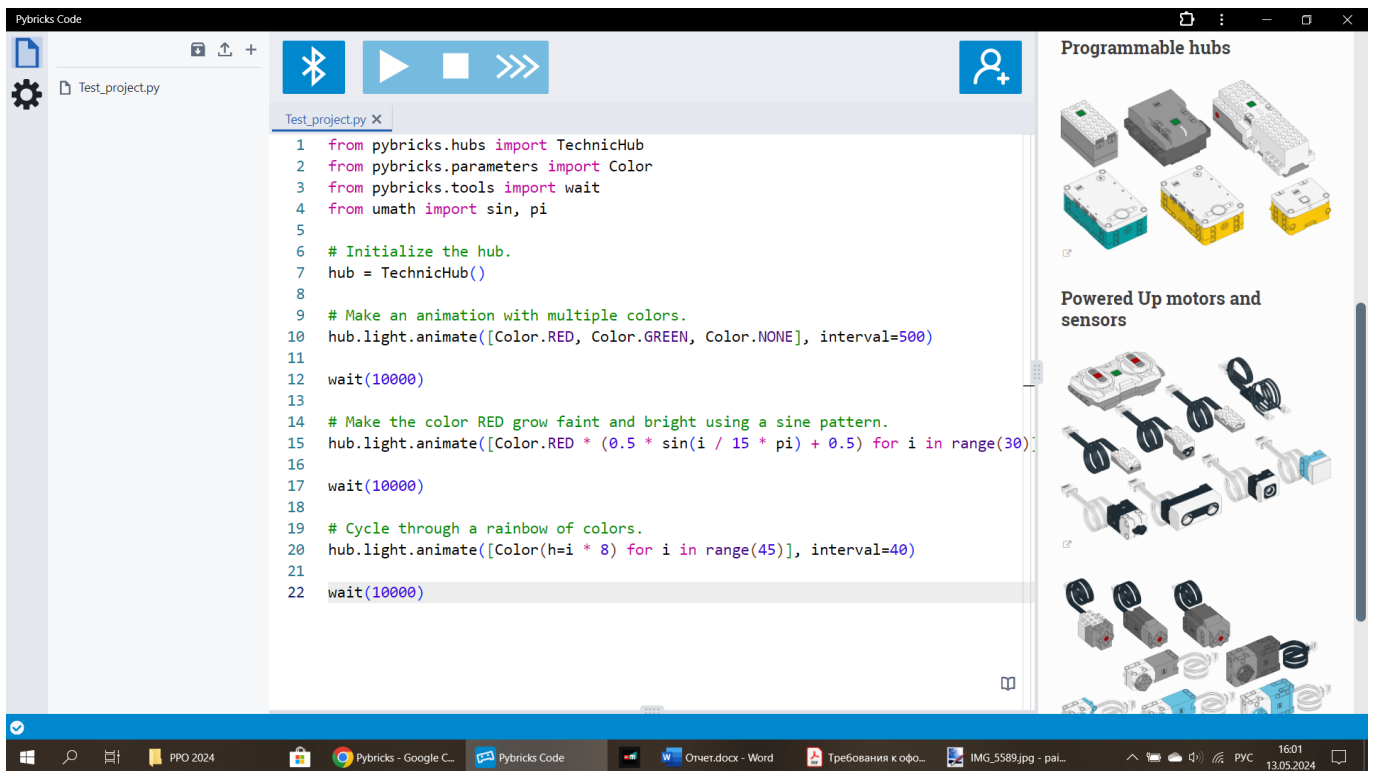 Pybricks Code
Test_project.py
Test_project.py
1 from pybricks.hubs import TechnicHub
2 from pybricks.parameters import Color
3 from pybricks.tools import wait
4 from umath import sin, pi
5
6 # Initialize the hub.
7 hub = TechnicHub()
8
9 # Make an animation with multiple colors.
10 hub.light.animate([Color.RED, Color.GREEN, Color.NONE], interval=500)
11
12 wait(10000)
13
14 # Make the color RED grow faint and bright using a sine pattern.
15 hub.light.animate([Color.RED * (0.5 * sin(i / 15 * pi) + 0.5) for i in range(30)]
16
17 wait(10000)
18
19 # Cycle through a rainbow of colors.
20 hub.light.animate([Color(h=i * 8) for i in range(45)], interval=40)
21
22 wait(10000)
Programmable hubs
Powered Up motors and
sensors
PPO 2024
Pybricks - Google C...
Pybricks Code
Отчет.docx - Word
Требования к офо...
IMG_5589.jpg - pai...
РУС
16:01
13.05.2024